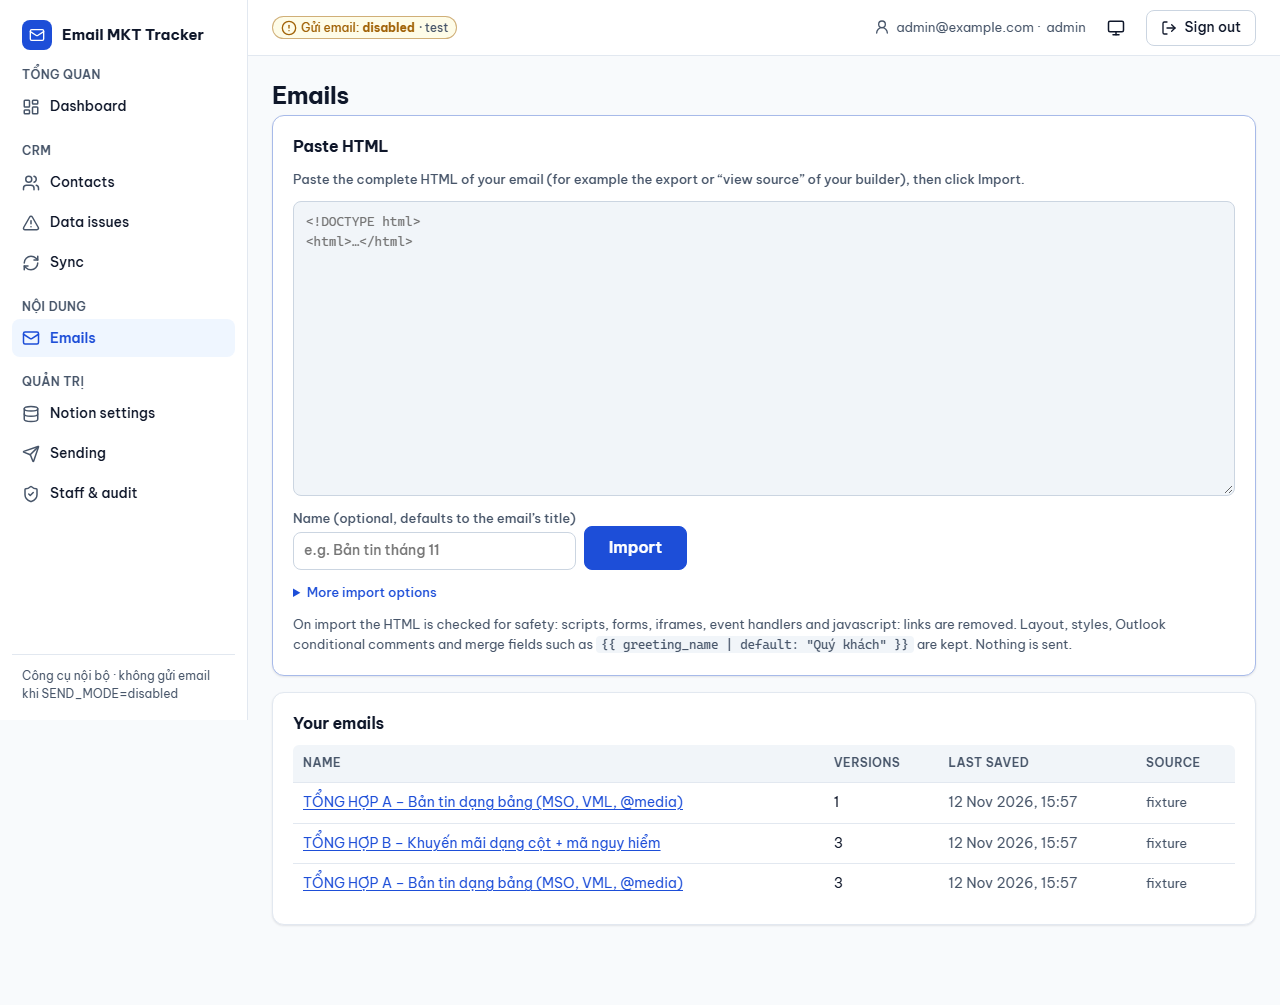 Email MKT Tracker
TỔNG QUAN
Dashboard
CRM
Contacts
Data issues
Sync
NỘI DUNG
Emails
QUẢN TRỊ
Notion settings
Sending
Staff & audit
Công cụ nội bộ · không gửi email
khi SEND_MODE=disabled
Gửi email: disabled · test
admin@example.com · admin
Sign out
Emails
Paste HTML
Paste the complete HTML of your email (for example the export or “view source” of your builder), then click Import.
<!DOCTYPE html>
<html>…</html>
Name (optional, defaults to the email’s title)
e.g. Bản tin tháng 11
Import
More import options
On import the HTML is checked for safety: scripts, forms, iframes, event handlers and javascript: links are removed. Layout, styles, Outlook
conditional comments and merge fields such as {{ greeting_name | default: "Quý khách" }} are kept. Nothing is sent.
Your emails
NAME VERSIONS LAST SAVED SOURCE
TỔNG HỢP A – Bản tin dạng bảng (MSO, VML, @media) 1 12 Nov 2026, 15:57 fixture
TỔNG HỢP B – Khuyến mãi dạng cột + mã nguy hiểm 3 12 Nov 2026, 15:57 fixture
TỔNG HỢP A – Bản tin dạng bảng (MSO, VML, @media) 3 12 Nov 2026, 15:57 fixture